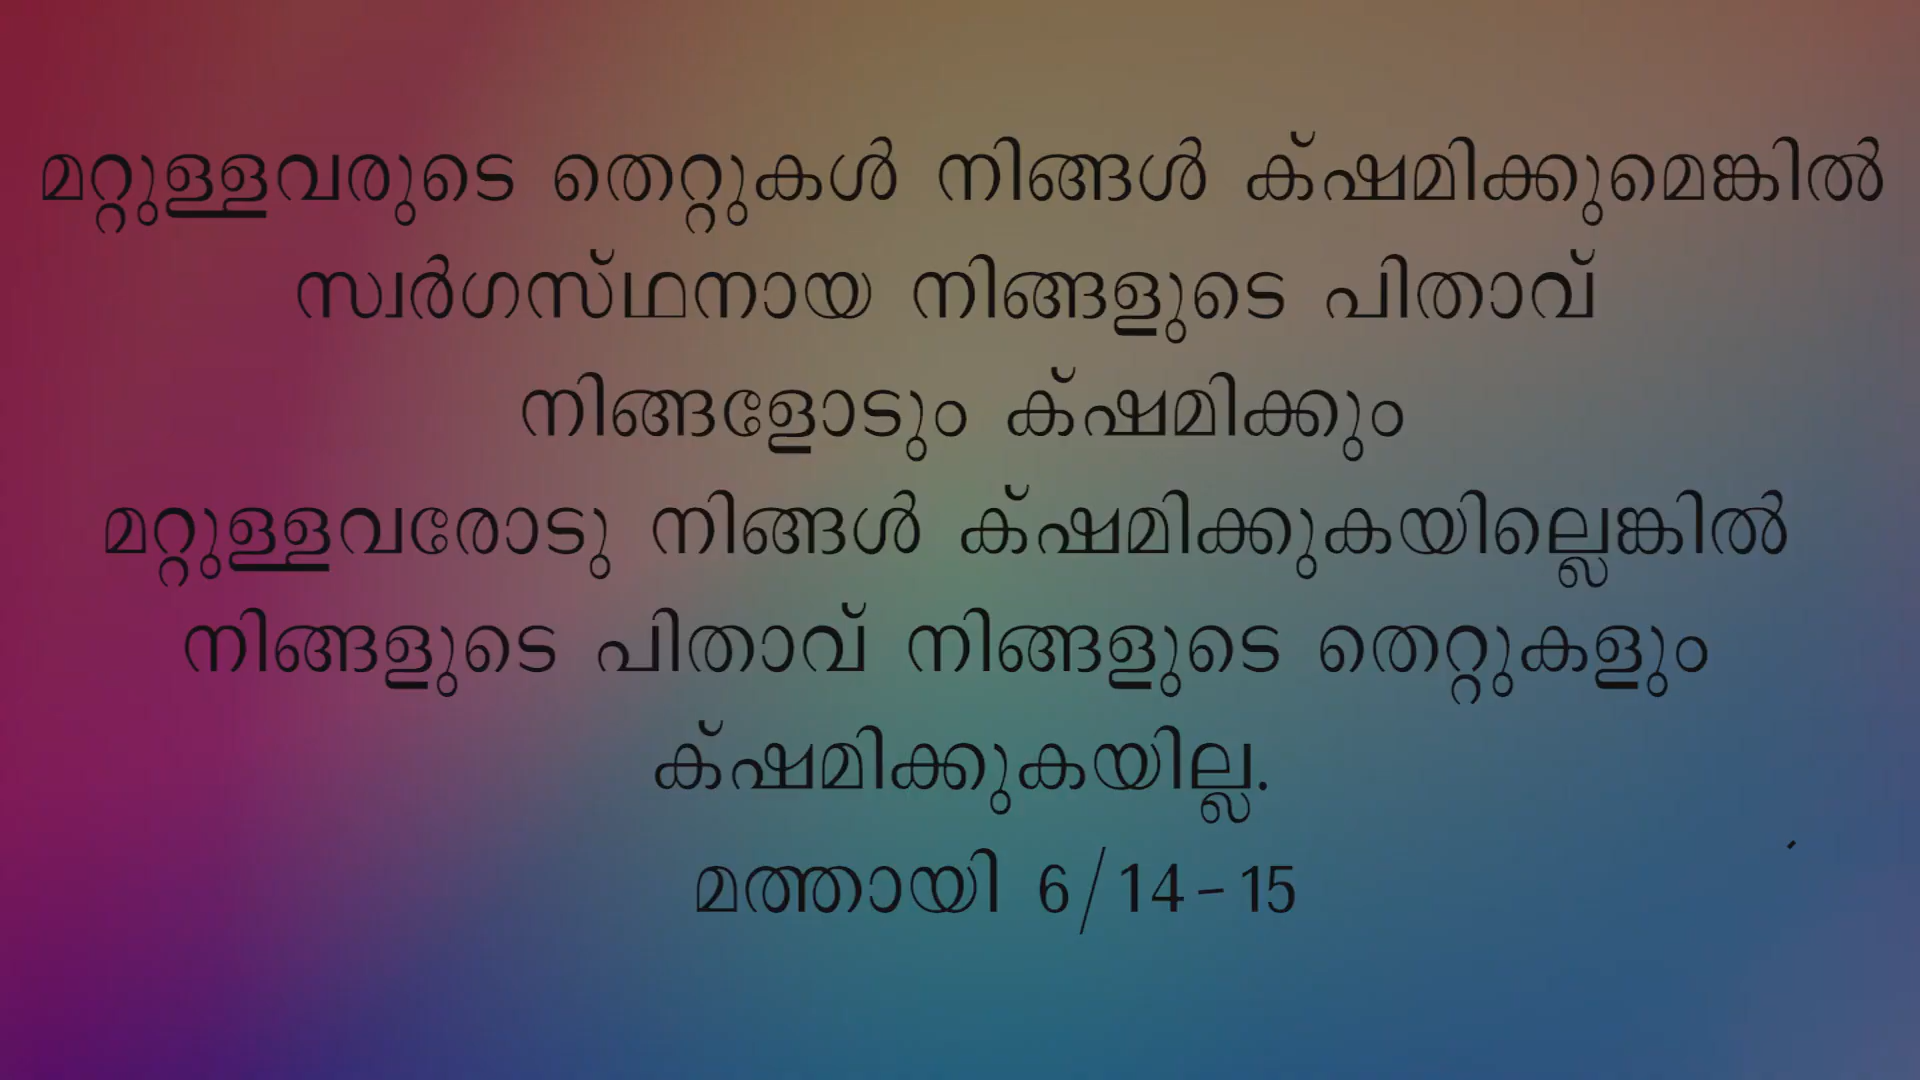 മറ്റുള്ളവരുടെ തെറ്റുകൾ നിങ്ങൾ ക്‌ഷമിക്കുമെങ്കിൽ
സ്വർഗസ്‌ഥനായ നിങ്ങളുടെ പിതാവ്
നിങ്ങളോടും ക്‌ഷമിക്കും
മറ്റുള്ളവരോടു നിങ്ങൾ ക്‌ഷമിക്കുകയില്ലെങ്കിൽ
നിങ്ങളുടെ പിതാവ് നിങ്ങളുടെ തെറ്റുകളും
ക്‌ഷമിക്കുകയില്ല.
മത്തായി 6/14-15